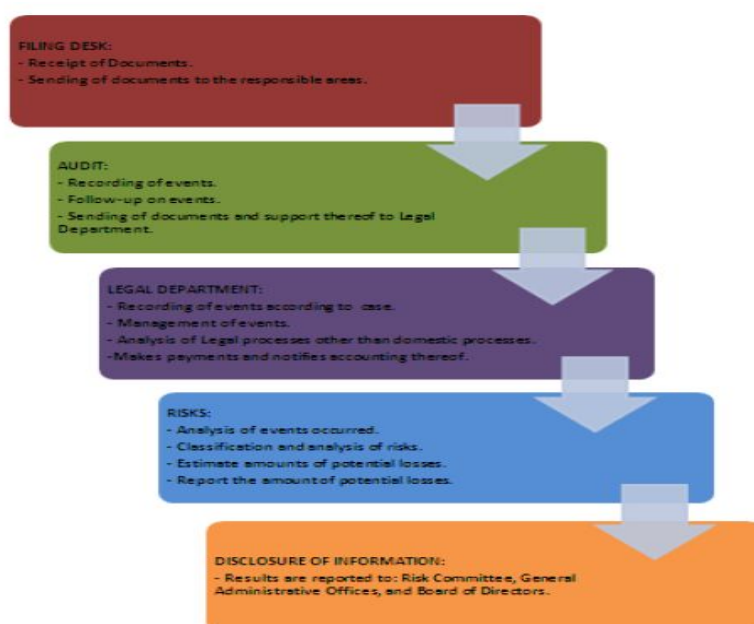 FILING DESK:
- Receipt of Documents.
- Sending of documents to the responsible areas.
AUDIT:
- Recording of events.
- Follow-up on events.
- Sending of documents and support thereof to Legal
Department.
LEGAL DEPARTMENT:
- Recording of events according to case.
- Management of events.
- Analysis of Legal processes other than domestic processes.
-Makes payments and notifies accounting thereof.
RISKS:
- Analysis of events occurred.
- Classification and analysis of risks.
- Estimate amounts of potential losses.
- Report the amount of potential losses.
DISCLOSURE OF INFORMATION:
- Results are reported to: Risk Committee, General
Administrative Offices, and Board of Directors.